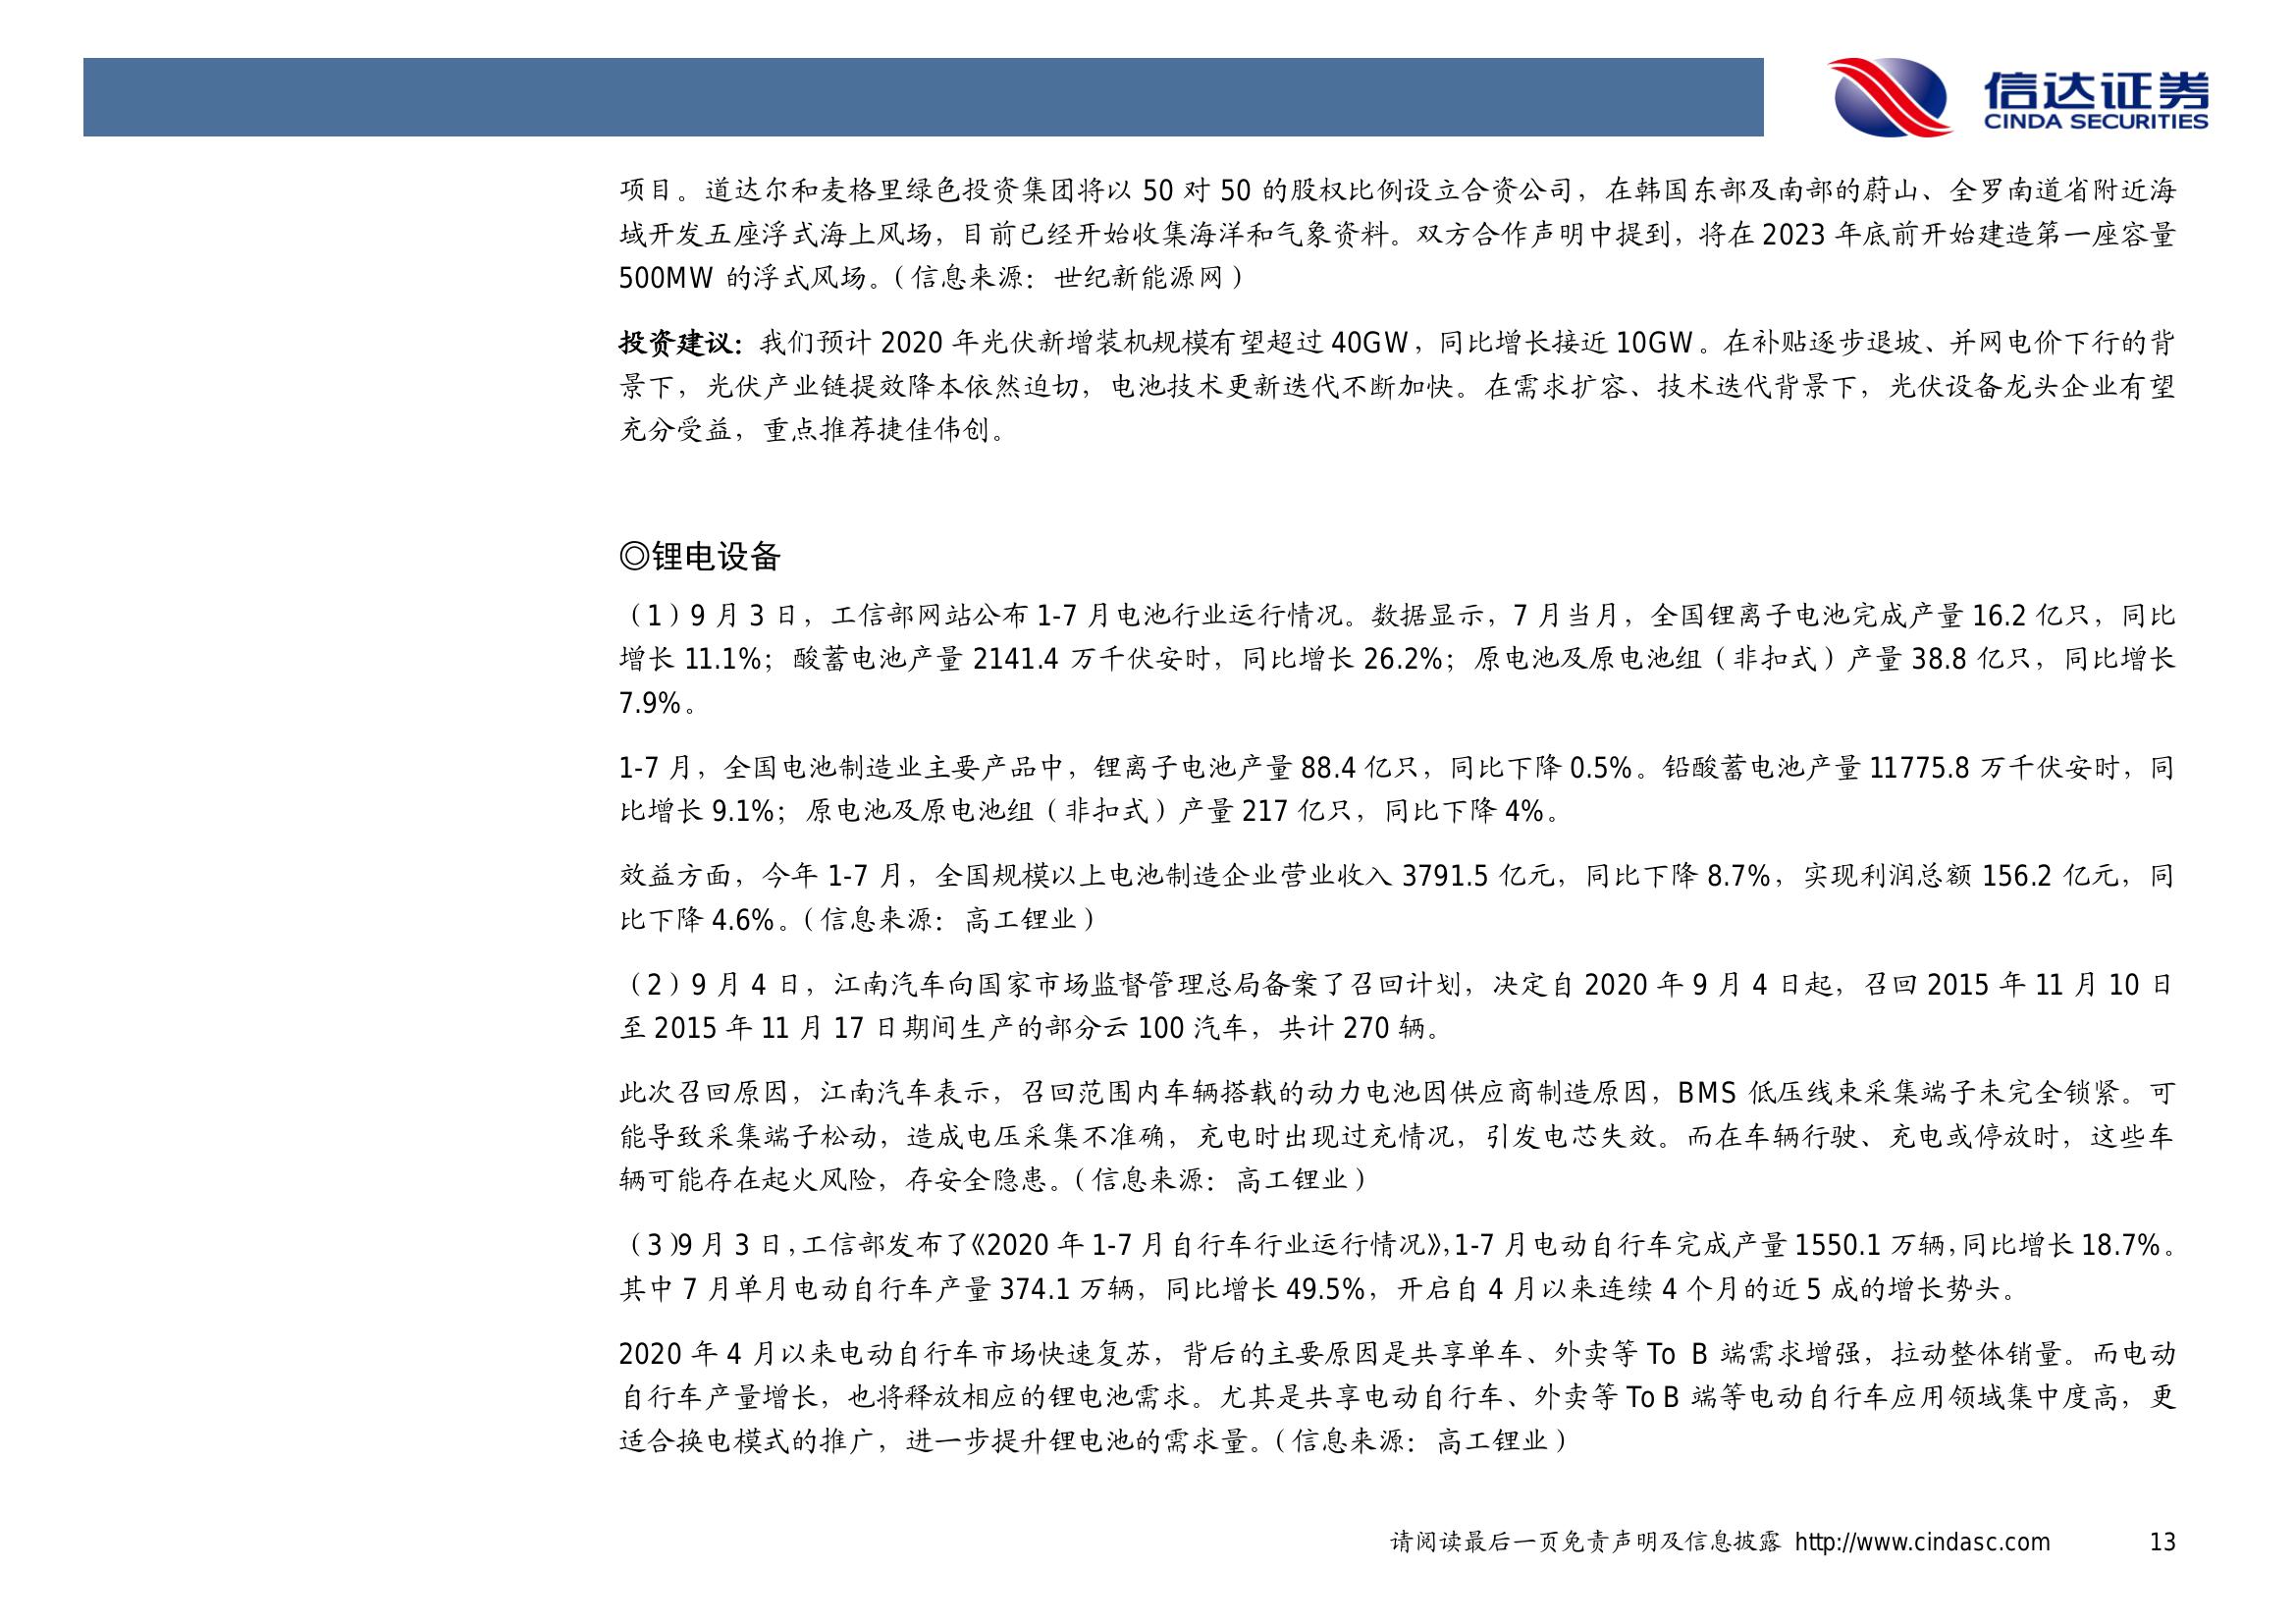 信达证券
CINDA SECURITIES
项目。道达尔和麦格里绿色投资集团将以 50 对 50 的股权比例设立合资公司，在韩国东部及南部的蔚山、全罗南道省附近海
域开发五座浮式海上风场，目前已经开始收集海洋和气象资料。双方合作声明中提到，将在 2023 年底前开始建造第一座容量
500MW 的浮式风场。（信息来源：世纪新能源网）
投资建议：我们预计 2020 年光伏新增装机规模有望超过 40GW，同比增长接近 10GW。在补贴逐步退坡、并网电价下行的背
景下，光伏产业链提效降本依然迫切，电池技术更新迭代不断加快。在需求扩容、技术迭代背景下，光伏设备龙头企业有望
充分受益，重点推荐捷佳伟创。
◎锂电设备
（1）9 月 3 日，工信部网站公布 1-7 月电池行业运行情况。数据显示，7 月当月，全国锂离子电池完成产量 16.2 亿只，同比
增长 11.1%；酸蓄电池产量 2141.4 万千伏安时，同比增长 26.2%；原电池及原电池组（非扣式）产量 38.8 亿只，同比增长
7.9%。
1-7 月，全国电池制造业主要产品中，锂离子电池产量 88.4 亿只，同比下降 0.5%。铅酸蓄电池产量 11775.8 万千伏安时，同
比增长 9.1%；原电池及原电池组（非扣式）产量 217 亿只，同比下降 4%。
效益方面，今年 1-7 月，全国规模以上电池制造企业营业收入 3791.5 亿元，同比下降 8.7%，实现利润总额 156.2 亿元，同
比下降 4.6%。（信息来源：高工锂业）
（2）9 月 4 日，江南汽车向国家市场监督管理总局备案了召回计划，决定自 2020 年 9 月 4 日起，召回 2015 年 11 月 10 日
至 2015 年 11 月 17 日期间生产的部分云 100 汽车，共计 270 辆。
此次召回原因，江南汽车表示，召回范围内车辆搭载的动力电池因供应商制造原因，BMS 低压线束采集端子未完全锁紧。可
能导致采集端子松动，造成电压采集不准确，充电时出现过充情况，引发电芯失效。而在车辆行驶、充电或停放时，这些车
辆可能存在起火风险，存安全隐患。（信息来源：高工锂业）
（3）9 月 3 日，工信部发布了《2020 年 1-7 月自行车行业运行情况》，1-7 月电动自行车完成产量 1550.1 万辆，同比增长 18.7%。
其中 7 月单月电动自行车产量 374.1 万辆，同比增长 49.5%，开启自 4 月以来连续 4 个月的近 5 成的增长势头。
2020 年 4 月以来电动自行车市场快速复苏，背后的主要原因是共享单车、外卖等 To B 端需求增强，拉动整体销量。而电动
自行车产量增长，也将释放相应的锂电池需求。尤其是共享电动自行车、外卖等 To B 端等电动自行车应用领域集中度高，更
适合换电模式的推广，进一步提升锂电池的需求量。（信息来源：高工锂业）
请阅读最后一页免责声明及信息披露 http://www.cindasc.com 13